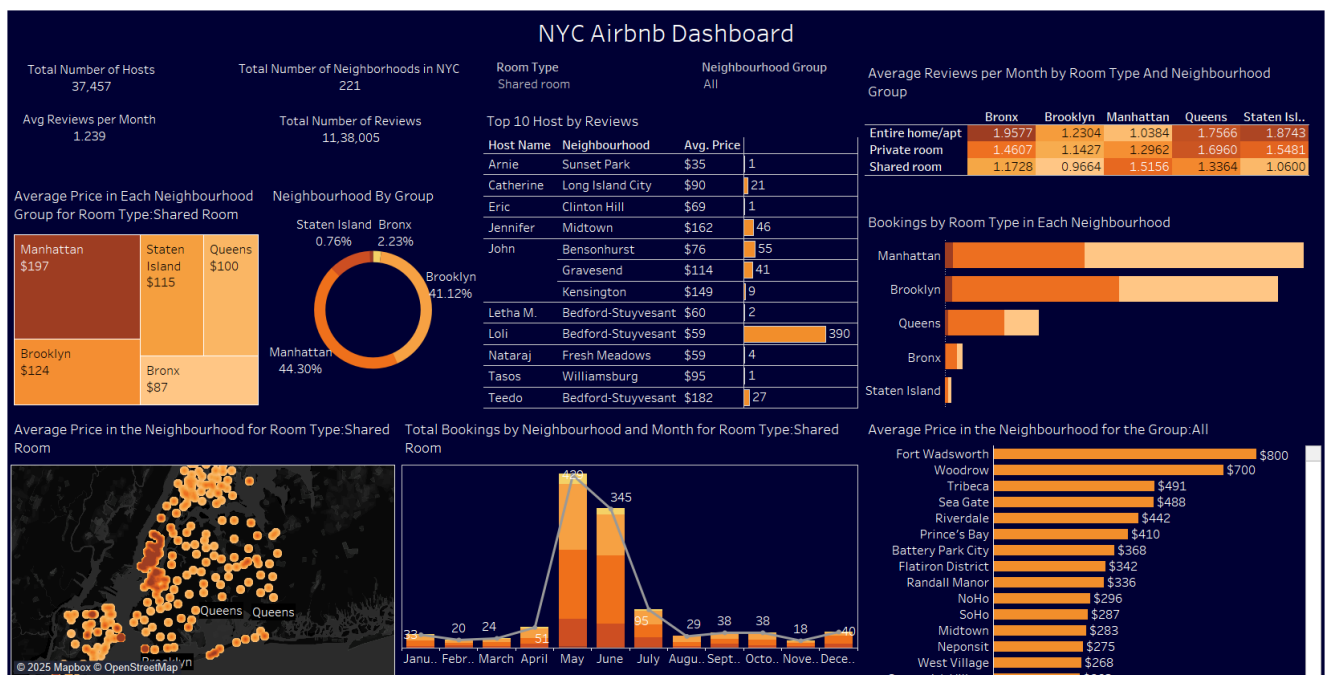 NYC Airbnb Dashboard
Total Number of Hosts
37,457
Total Number of Neighborhoods in NYC
221
Avg Reviews per Month
1.239
Total Number of Reviews
11,38,005
Room Type
Shared room
Neighbourhood Group
All
Average Price in Each Neighbourhood
Group for Room Type:Shared Room
Manhattan
$197
Staten
Island
$115
Queens
$100
Brooklyn
$124
Bronx
$87
Neighbourhood By Group
Staten Island
0.76%
Bronx
2.23%
Brooklyn
41.12%
Manhattan
44.30%
Top 10 Host by Reviews
Host Name Neighbourhood Avg. Price
Arnie Sunset Park $35 1
Catherine Long Island City $90 21
Eric Clinton Hill $69 1
Jennifer Midtown $162 46
John Bensonhurst $76 55
Gravesend $114 41
Kensington $149 9
Letha M. Bedford-Stuyvesant $60 2
Loli Bedford-Stuyvesant $59 390
Nataraj Fresh Meadows $59 4
Tasos Williamsburg $95 1
Teedo Bedford-Stuyvesant $182 27
Average Reviews per Month by Room Type And Neighbourhood
Group
Bronx Brooklyn Manhattan Queens Staten Isl..
Entire home/apt 1.9577 1.2304 1.0384 1.7566 1.8743
Private room 1.4607 1.1427 1.2962 1.6960 1.5481
Shared room 1.1728 0.9664 1.5156 1.3364 1.0600
Bookings by Room Type in Each Neighbourhood
Manhattan
Brooklyn
Queens
Bronx
Staten Island
Average Price in the Neighbourhood for Room Type:Shared
Room
Queens Queens
Brooklyn
© 2025 Mapbox © OpenStreetMap
Total Bookings by Neighbourhood and Month for Room Type:Shared
Room
33 20 24 51 429 345 95 29 38 38 18 40
Janu.. Febr.. March April May June July Augu.. Sept.. Octo.. Nove.. Dece..
Average Price in the Neighbourhood for the Group:All
Fort Wadsworth $800
Woodrow $700
Tribeca $491
Sea Gate $488
Riverdale $442
Prince's Bay $410
Battery Park City $368
Flatiron District $342
Randall Manor $336
NoHo $296
SoHo $287
Midtown $283
Neponsit $275
West Village $268